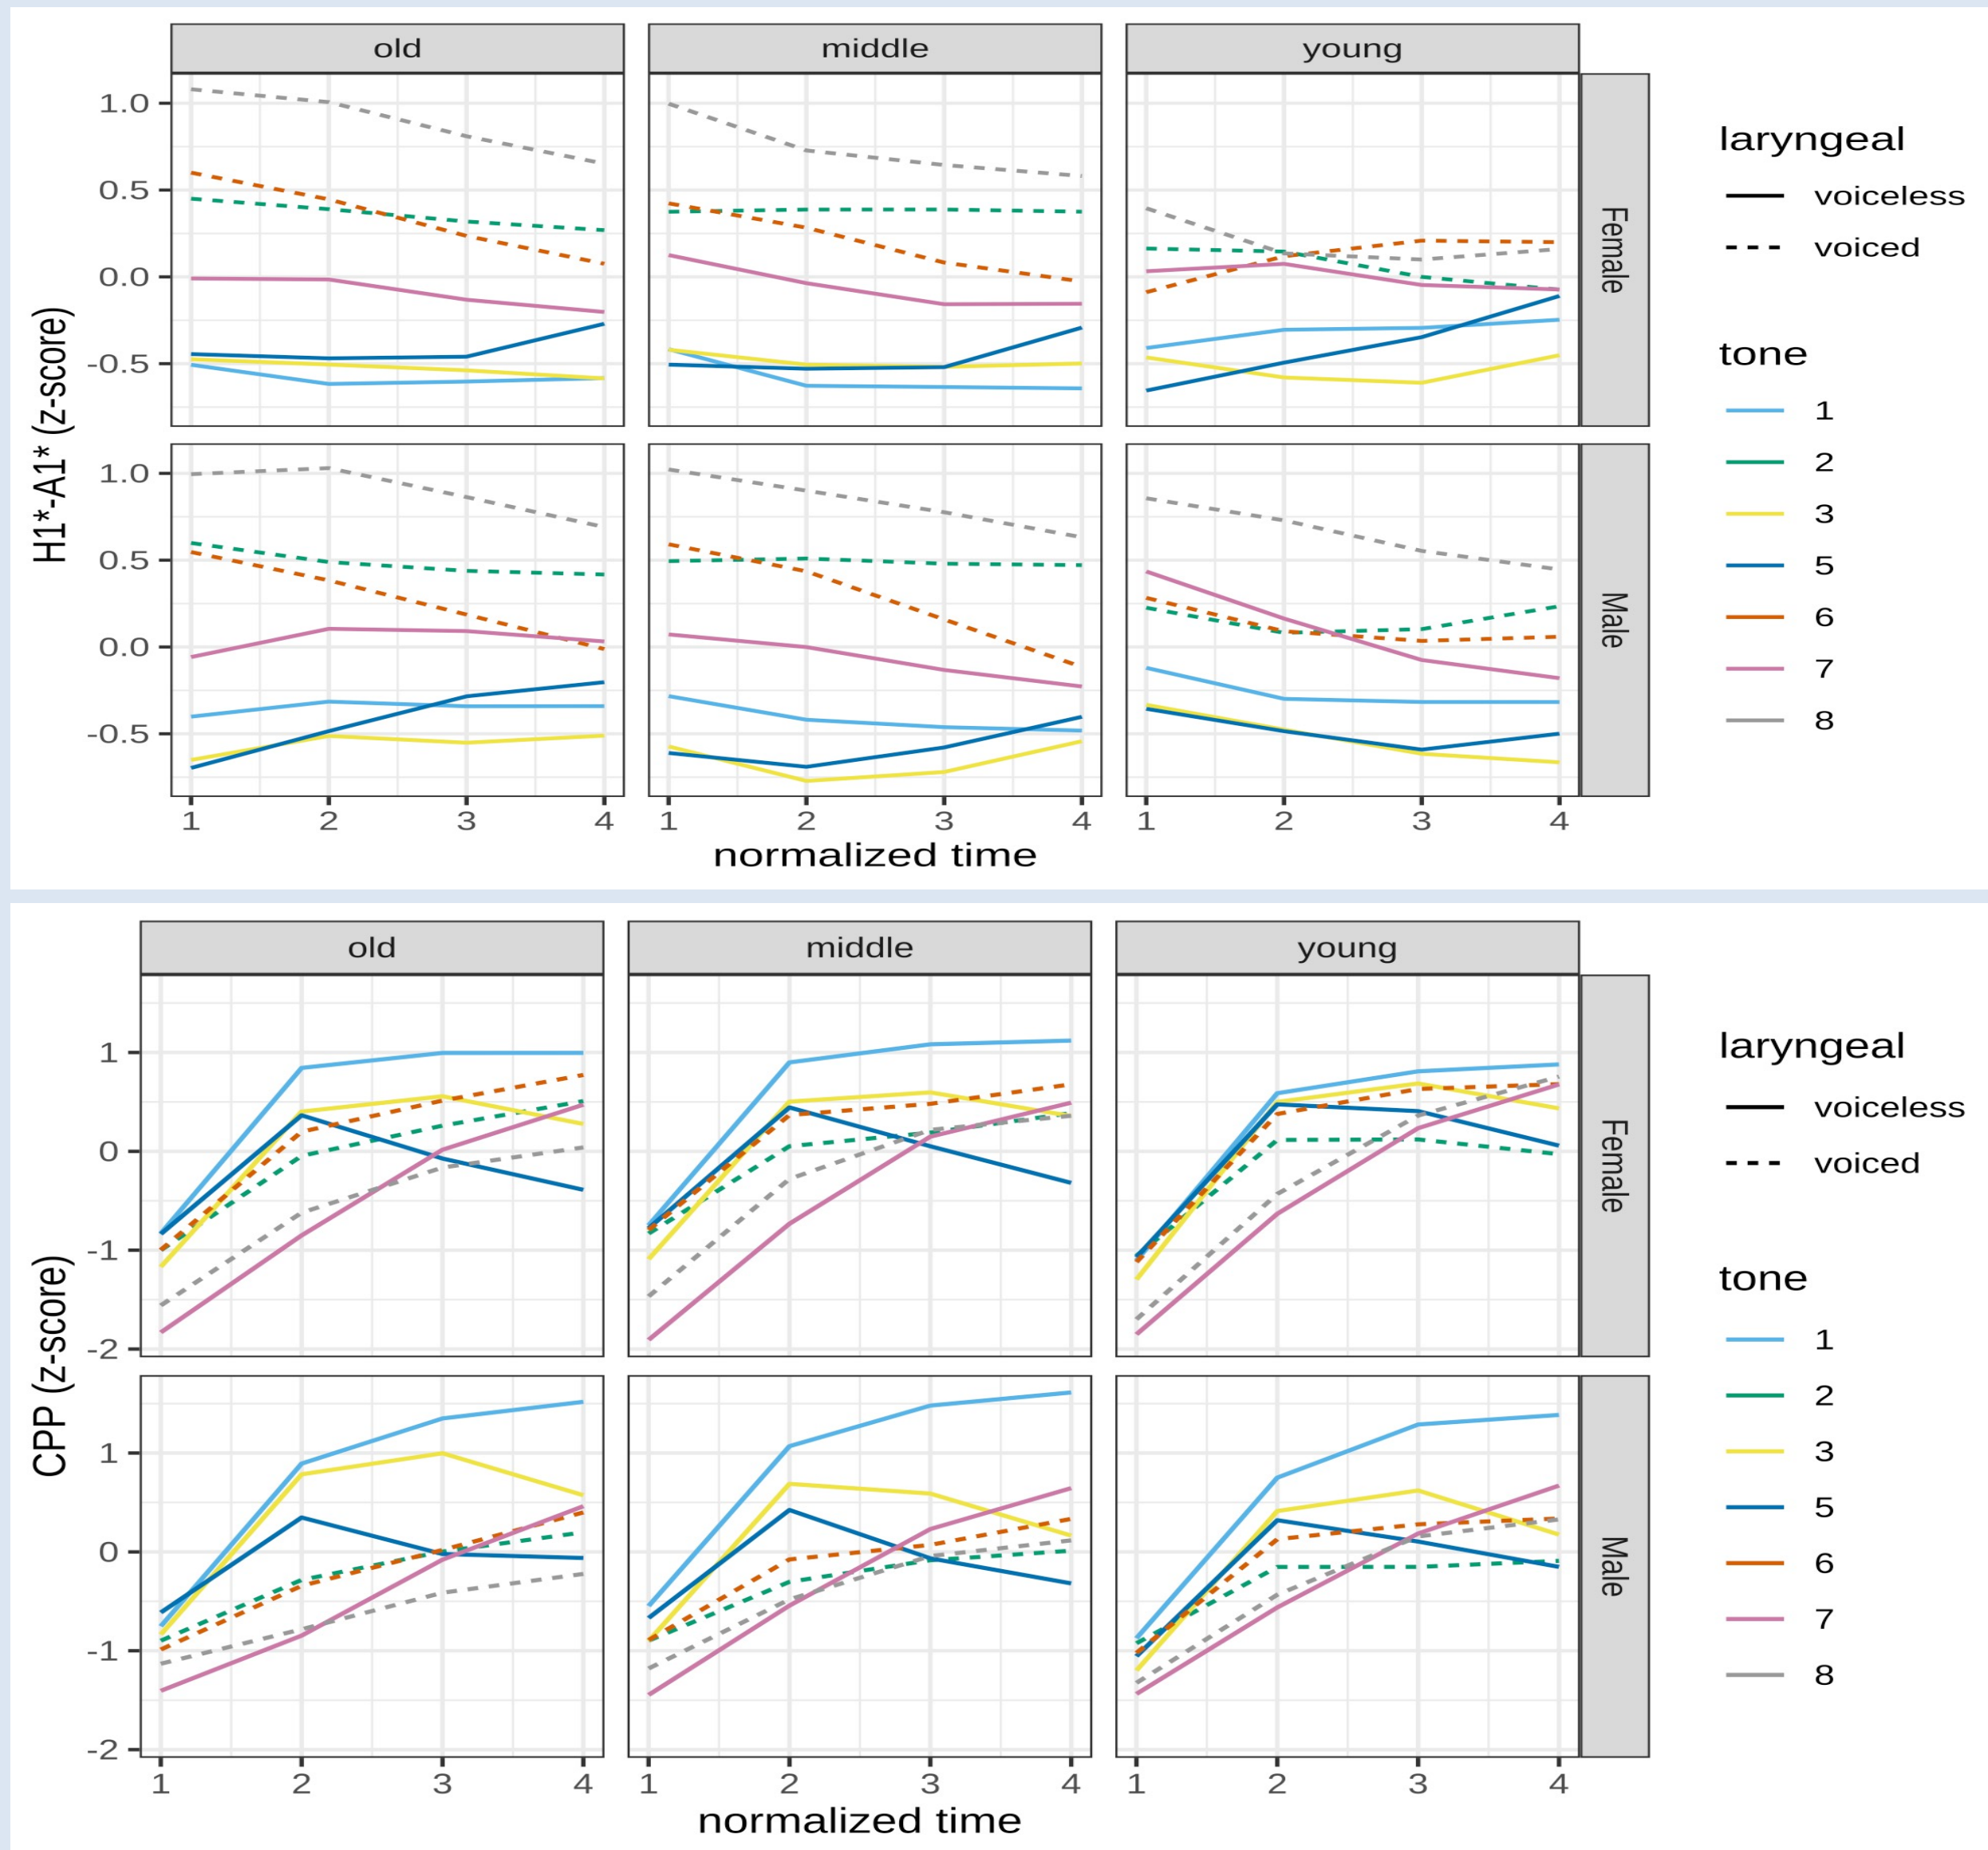 old middle young
1.0
0.5
0.0
-0.5
Female
1.0
0.5
0.0
-0.5
Male
H1*-A1* (z-score)
1 2 3 4 1 2 3 4 1 2 3 4
normalized time
laryngeal
voiceless
voiced
tone
1
2
3
5
6
7
8
old middle young
1
0
-1
-2
Female
1
0
-1
-2
Male
CPP (z-score)
1 2 3 4 1 2 3 4 1 2 3 4
normalized time
laryngeal
voiceless
voiced
tone
1
2
3
5
6
7
8